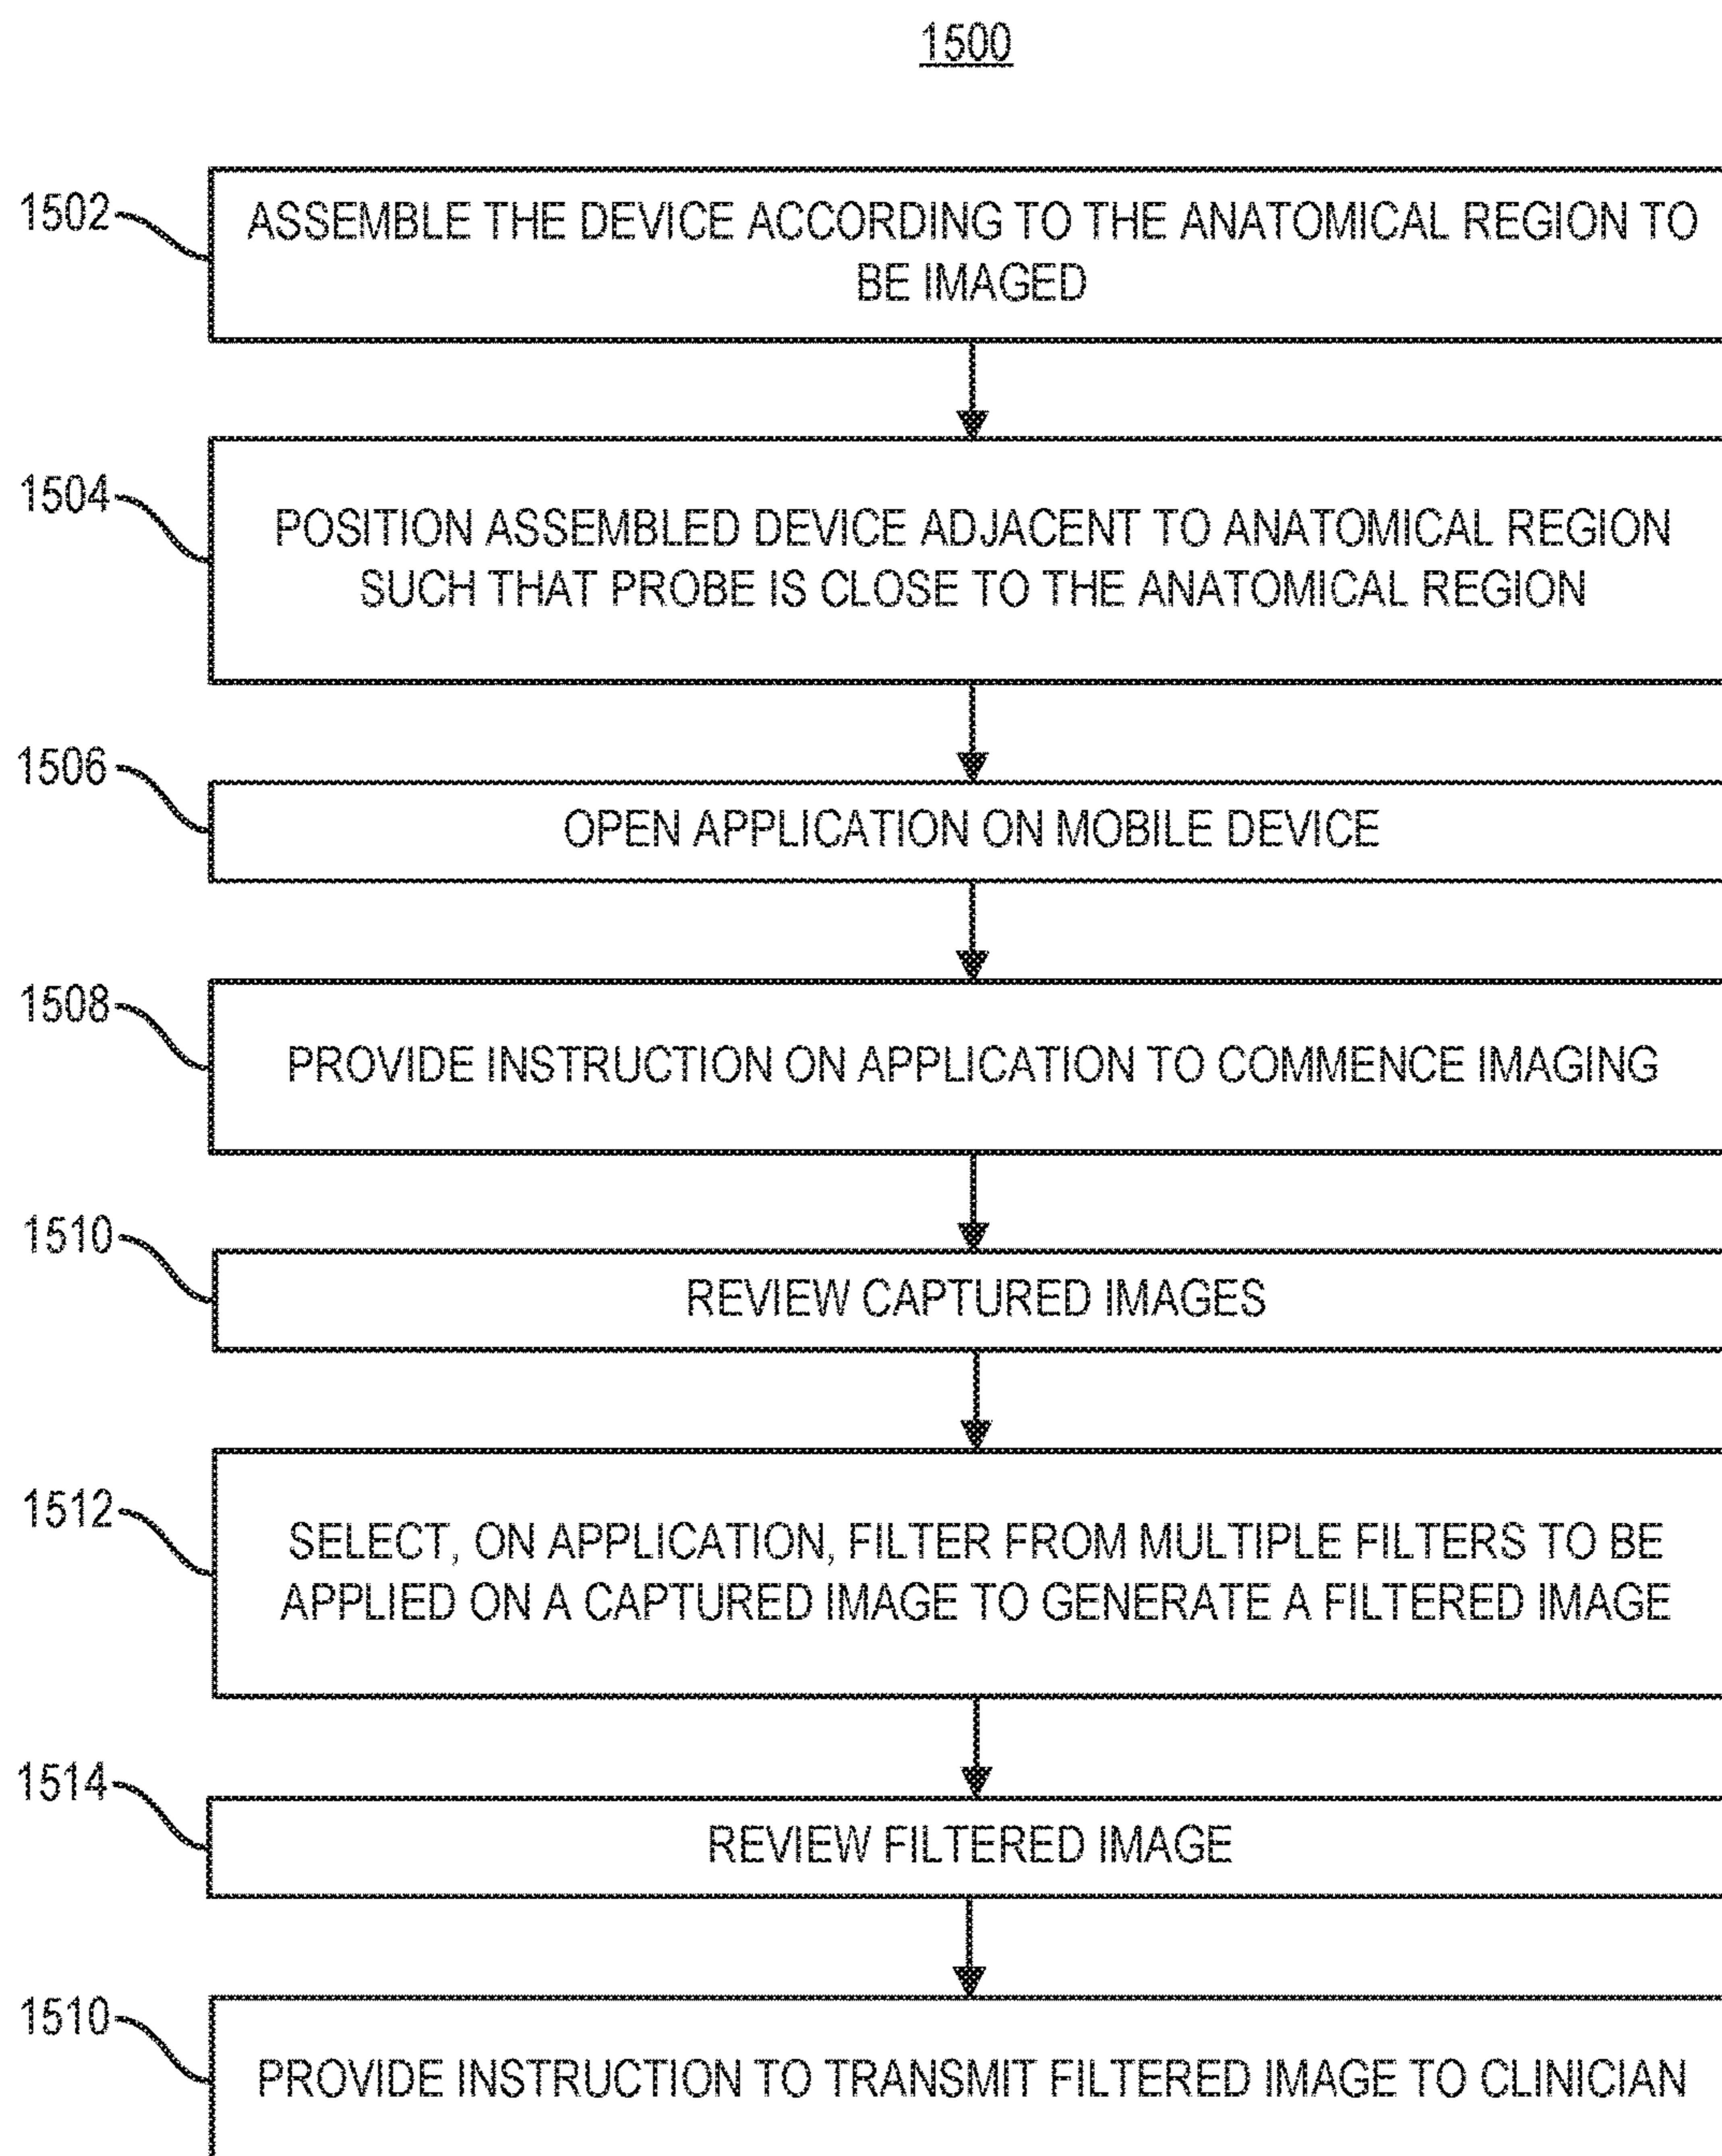 1500
1502
ASSEMBLE THE DEVICE ACCORDING TO THE ANATOMICAL REGION TO
BE IMAGED
1504
POSITION ASSEMBLED DEVICE ADJACENT TO ANATOMICAL REGION
SUCH THAT PROBE IS CLOSE TO THE ANATOMICAL REGION
1506
OPEN APPLICATION ON MOBILE DEVICE
1508
PROVIDE INSTRUCTION ON APPLICATION TO COMMENCE IMAGING
1510
REVIEW CAPTURED IMAGES
1512
SELECT, ON APPLICATION, FILTER FROM MULTIPLE FILTERS TO BE
APPLIED ON A CAPTURED IMAGE TO GENERATE A FILTERED IMAGE
1514
REVIEW FILTERED IMAGE
1510
PROVIDE INSTRUCTION TO TRANSMIT FILTERED IMAGE TO CLINICIAN